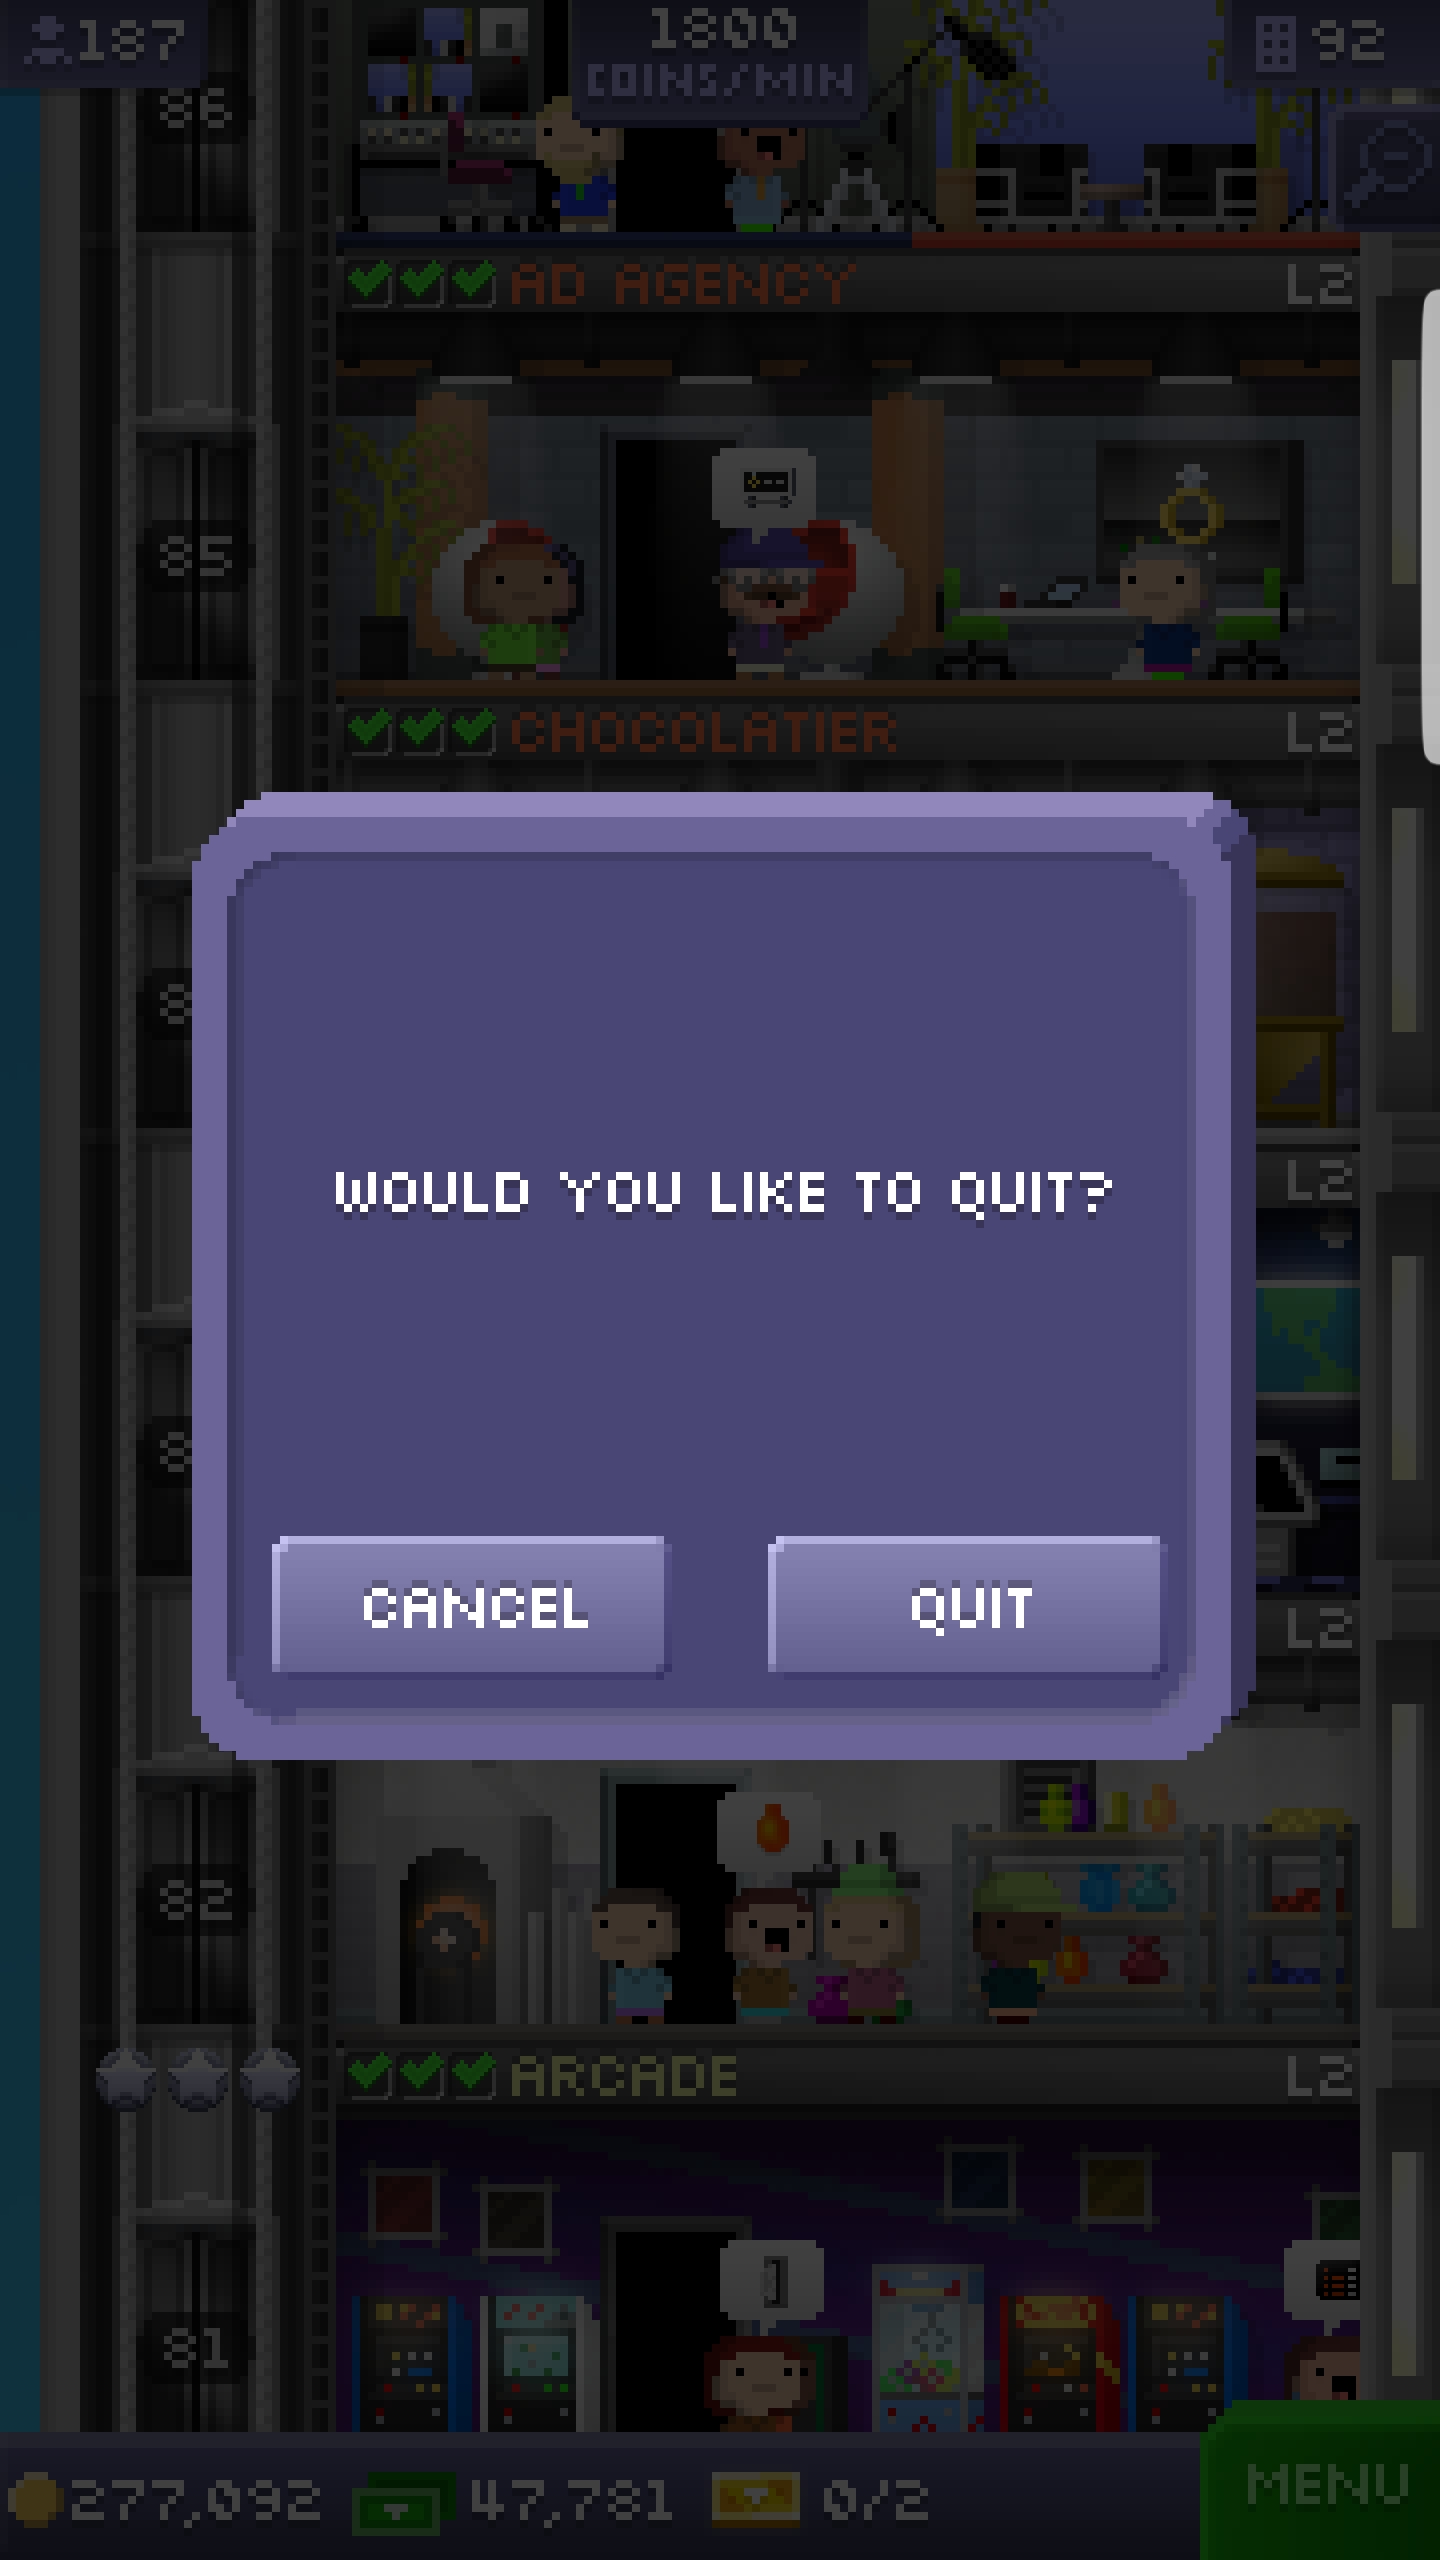 187
1800
COINS/MIN
92
86
AD AGENCY
L2
85
CHOCOLATIER
L2
L2
WOULD YOU LIKE TO QUIT?
CANCEL
QUIT
L2
82
ARCADE
L2
81
277,092
47,781
0/2
MENU